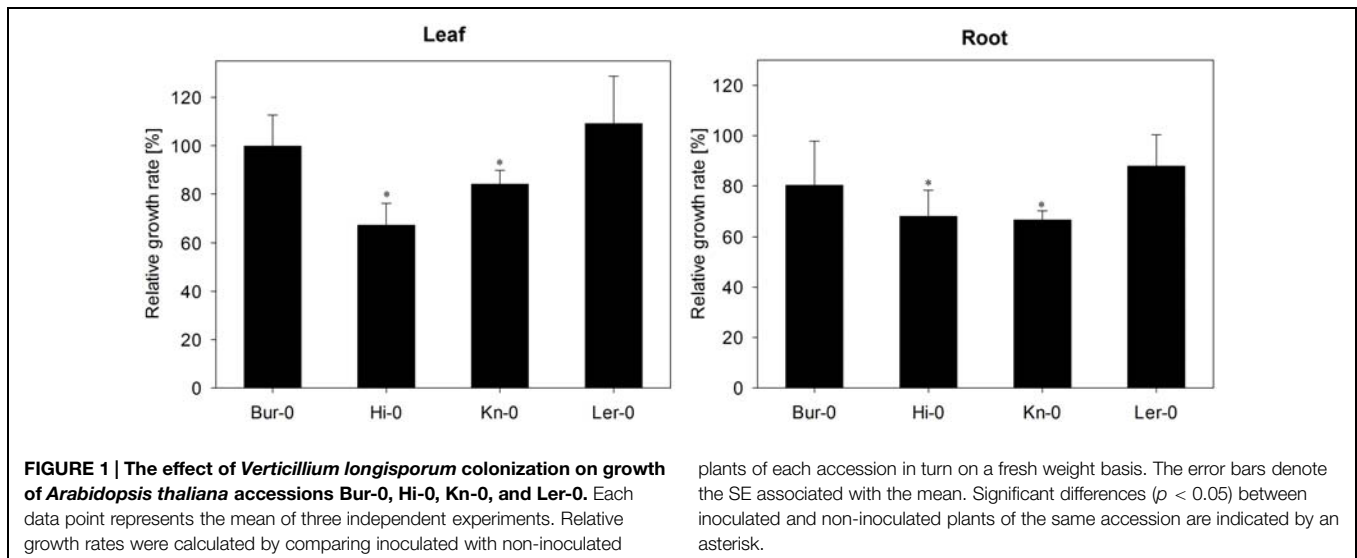 Leaf
Relative growth rate [%]
120
100
80
60
40
20
0
*
*
Bur-0 Hi-0 Kn-0 Ler-0
Root
Relative growth rate [%]
120
100
80
60
40
20
0
*
*
Bur-0 Hi-0 Kn-0 Ler-0
FIGURE 1 | The effect of Verticillium longisporum colonization on growth
of Arabidopsis thaliana accessions Bur-0, Hi-0, Kn-0, and Ler-0. Each
data point represents the mean of three independent experiments. Relative
growth rates were calculated by comparing inoculated with non-inoculated
plants of each accession in turn on a fresh weight basis. The error bars denote
the SE associated with the mean. Significant differences (p < 0.05) between
inoculated and non-inoculated plants of the same accession are indicated by an
asterisk.